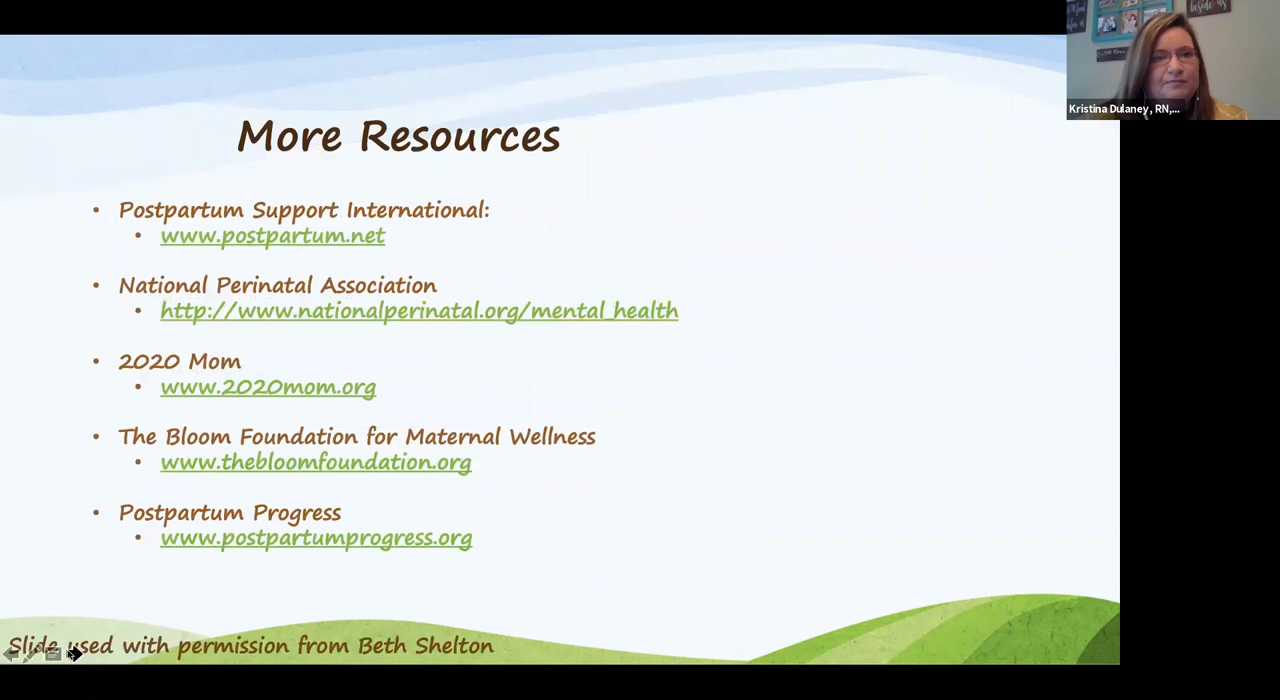 beside us
Kristina Dulaney, RN,...
More Resources
• Postpartum Support International:
• www.postpartum.net
• National Perinatal Association
• http://www.nationalperinatal.org/mental_health
• 2020 Mom
• www.2020mom.org
• The Bloom Foundation for Maternal Wellness
• www.thebloomfoundation.org
• Postpartum Progress
• www.postpartumprogress.org
Slide used with permission from Beth Shelton